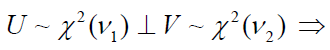 U ~ χ²(ν₁) ⊥ V ~ χ²(ν₂) ⇒